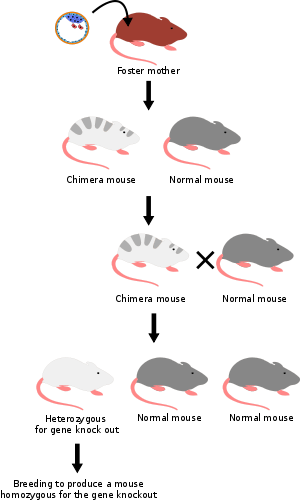 Foster mother
Chimera mouse
Normal mouse
Chimera mouse
Normal mouse
Heterozygous
for gene knock out
Normal mouse
Normal mouse
Breeding to produce a mouse
homozygous for the gene knockout